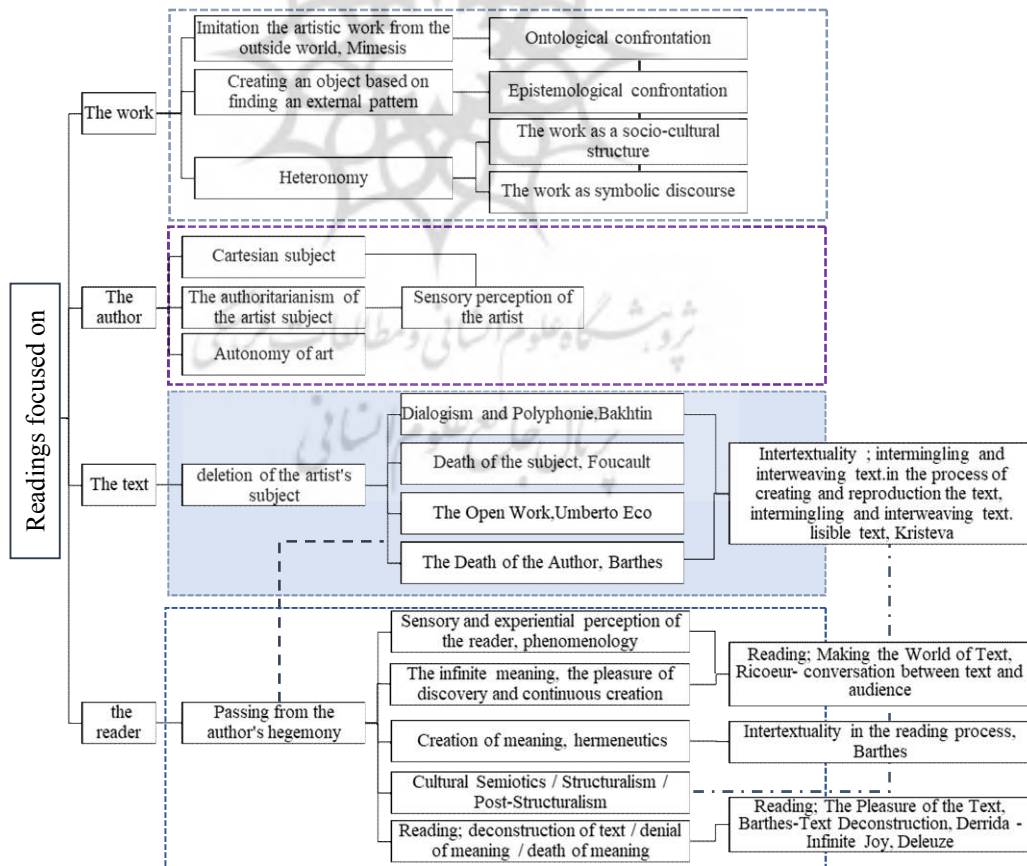 Readings focused on
The work
Imitation the artistic work from the
outside world, Mimesis
Ontological confrontation
Creating an object based on
finding an external pattern
Epistemological confrontation
Heteronomy
The work as a socio-cultural
structure
The work as symbolic discourse
The
author
Cartesian subject
The authoritarianism of
the artist subject
Autonomy of art
Sensory perception of
the artist
پژوهشگاه علوم انسانی و مطالعات فرهنگی
پرتال جامع علوم انسانی
The text
deletion of the artist's
subject
Dialogism and Polyphonie,Bakhtin
Death of the subject, Foucault
The Open Work,Umberto Eco
The Death of the Author, Barthes
Intertextuality ; intermingling and
interweaving text.in the process of
creating and reproduction the text,
intermingling and interweaving text.
lisible text, Kristeva
the
reader
Passing from the
author's hegemony
Sensory and experiential perception of
the reader, phenomenology
The infinite meaning, the pleasure of
discovery and continuous creation
Reading; Making the World of Text,
Ricoeur- conversation between text and
audience
Creation of meaning, hermeneutics
Intertextuality in the reading process,
Barthes
Cultural Semiotics / Structuralism /
Post-Structuralism
Reading; deconstruction of text / denial
of meaning / death of meaning
Reading; The Pleasure of the Text,
Barthes-Text Deconstruction, Derrida -
Infinite Joy, Deleuze